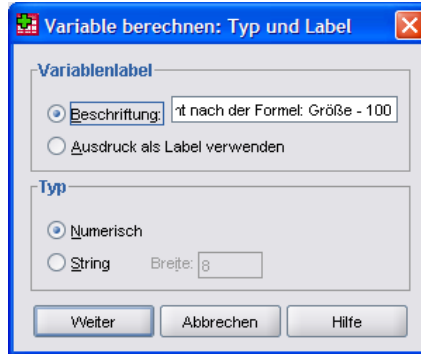 Variable berechnen: Typ und Label
Variablenlabel
Beschriftung: nt nach der Formel: Größe - 100
Ausdruck als Label verwenden
Typ
Numerisch
String Breite: 8
Weiter Abbrechen Hilfe